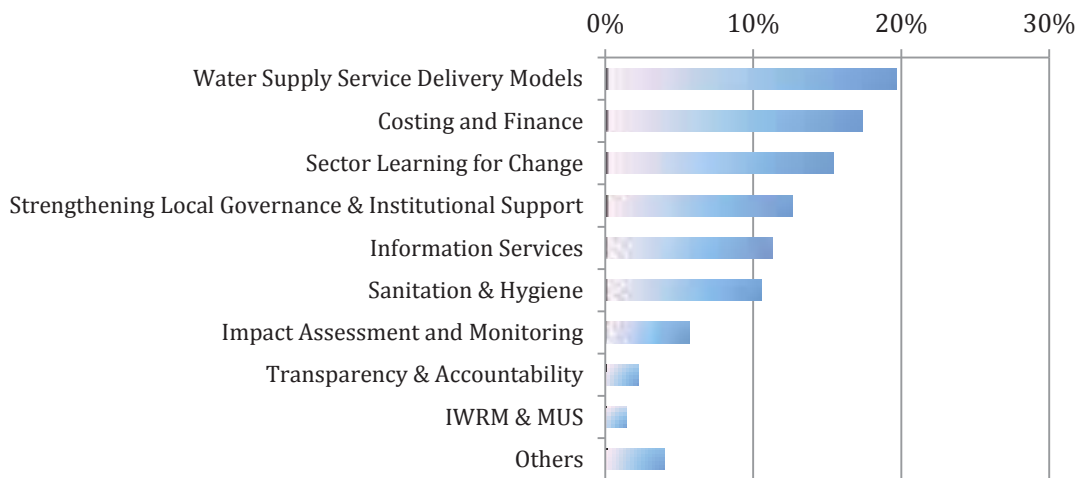 0% 10% 20% 30%
Water Supply Service Delivery Models
Costing and Finance
Sector Learning for Change
Strengthening Local Governance & Institutional Support
Information Services
Sanitation & Hygiene
Impact Assessment and Monitoring
Transparency & Accountability
IWRM & MUS
Others